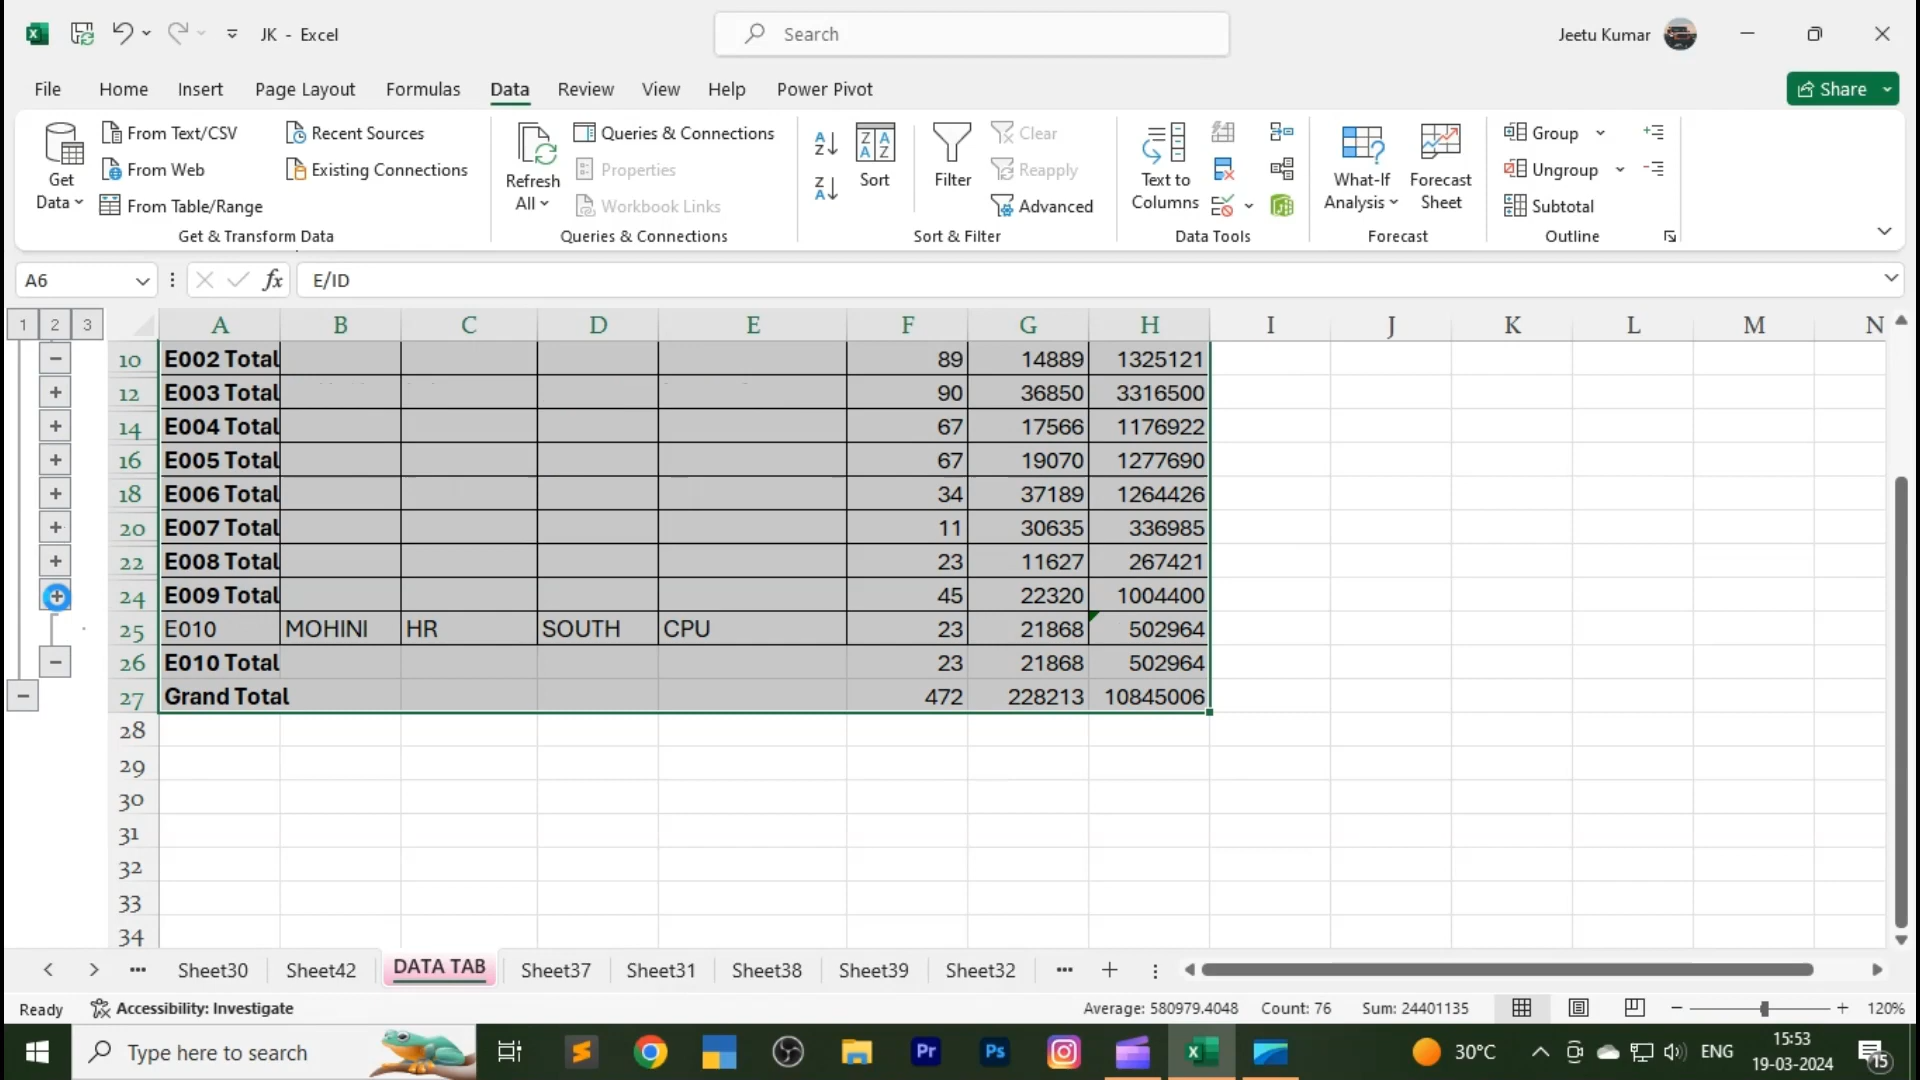 JK - Excel
Search
Jeetu Kumar
File Home Insert Page Layout Formulas Data Review View Help Power Pivot
Share
Get Data
From Text/CSV
From Web
From Table/Range
Recent Sources
Existing Connections
Get & Transform Data
Refresh All
Queries & Connections
Properties
Workbook Links
Queries & Connections
Sort
Filter
Clear
Reapply
Advanced
Sort & Filter
Text to Columns
Data Tools
What-If Analysis
Forecast Sheet
Forecast
Group
Ungroup
Subtotal
Outline
A6
fx
E/ID
1 2 3
A B C D E F G H I J K L M N
10 E002 Total 89 14889 1325121
12 E003 Total 90 36850 3316500
14 E004 Total 67 17566 1176922
16 E005 Total 67 19070 1277690
18 E006 Total 34 37189 1264426
20 E007 Total 11 30635 336985
22 E008 Total 23 11627 267421
24 E009 Total 45 22320 1004400
25 E010 MOHINI HR SOUTH CPU 23 21868 502964
26 E010 Total 23 21868 502964
27 Grand Total 472 228213 10845006
28
29
30
31
32
33
34
Sheet30 Sheet42 DATA TAB Sheet37 Sheet31 Sheet38 Sheet39 Sheet32
Ready
Accessibility: Investigate
Average: 580979.4048 Count: 76 Sum: 24401135
120%
Type here to search
Pr
Ps
30°C
ENG
15:53
19-03-2024
15